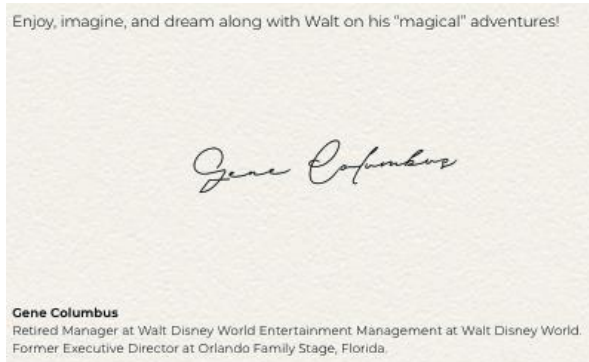 Enjoy, imagine, and dream along with Walt on his “magical” adventures!
Gene Columbus
Gene Columbus
Retired Manager at Walt Disney World Entertainment Management at Walt Disney World.
Former Executive Director at Orlando Family Stage, Florida.